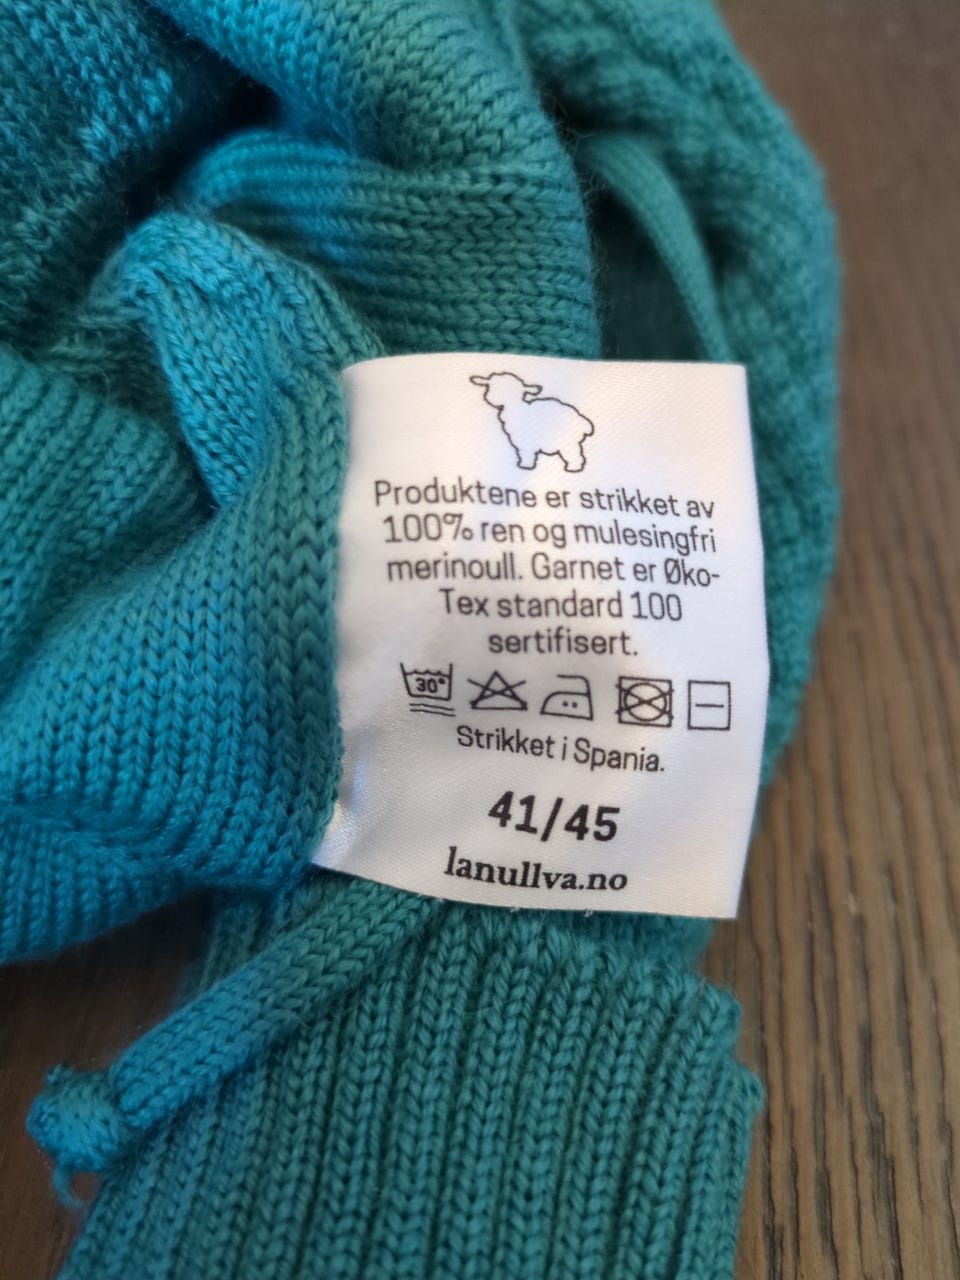 Produktene er strikket av
100% ren og mulesingfri
merinoull. Garnet er Øko-
Tex standard 100
sertifisert.
30°
Strikket i Spania.
41/45
lanullva.no